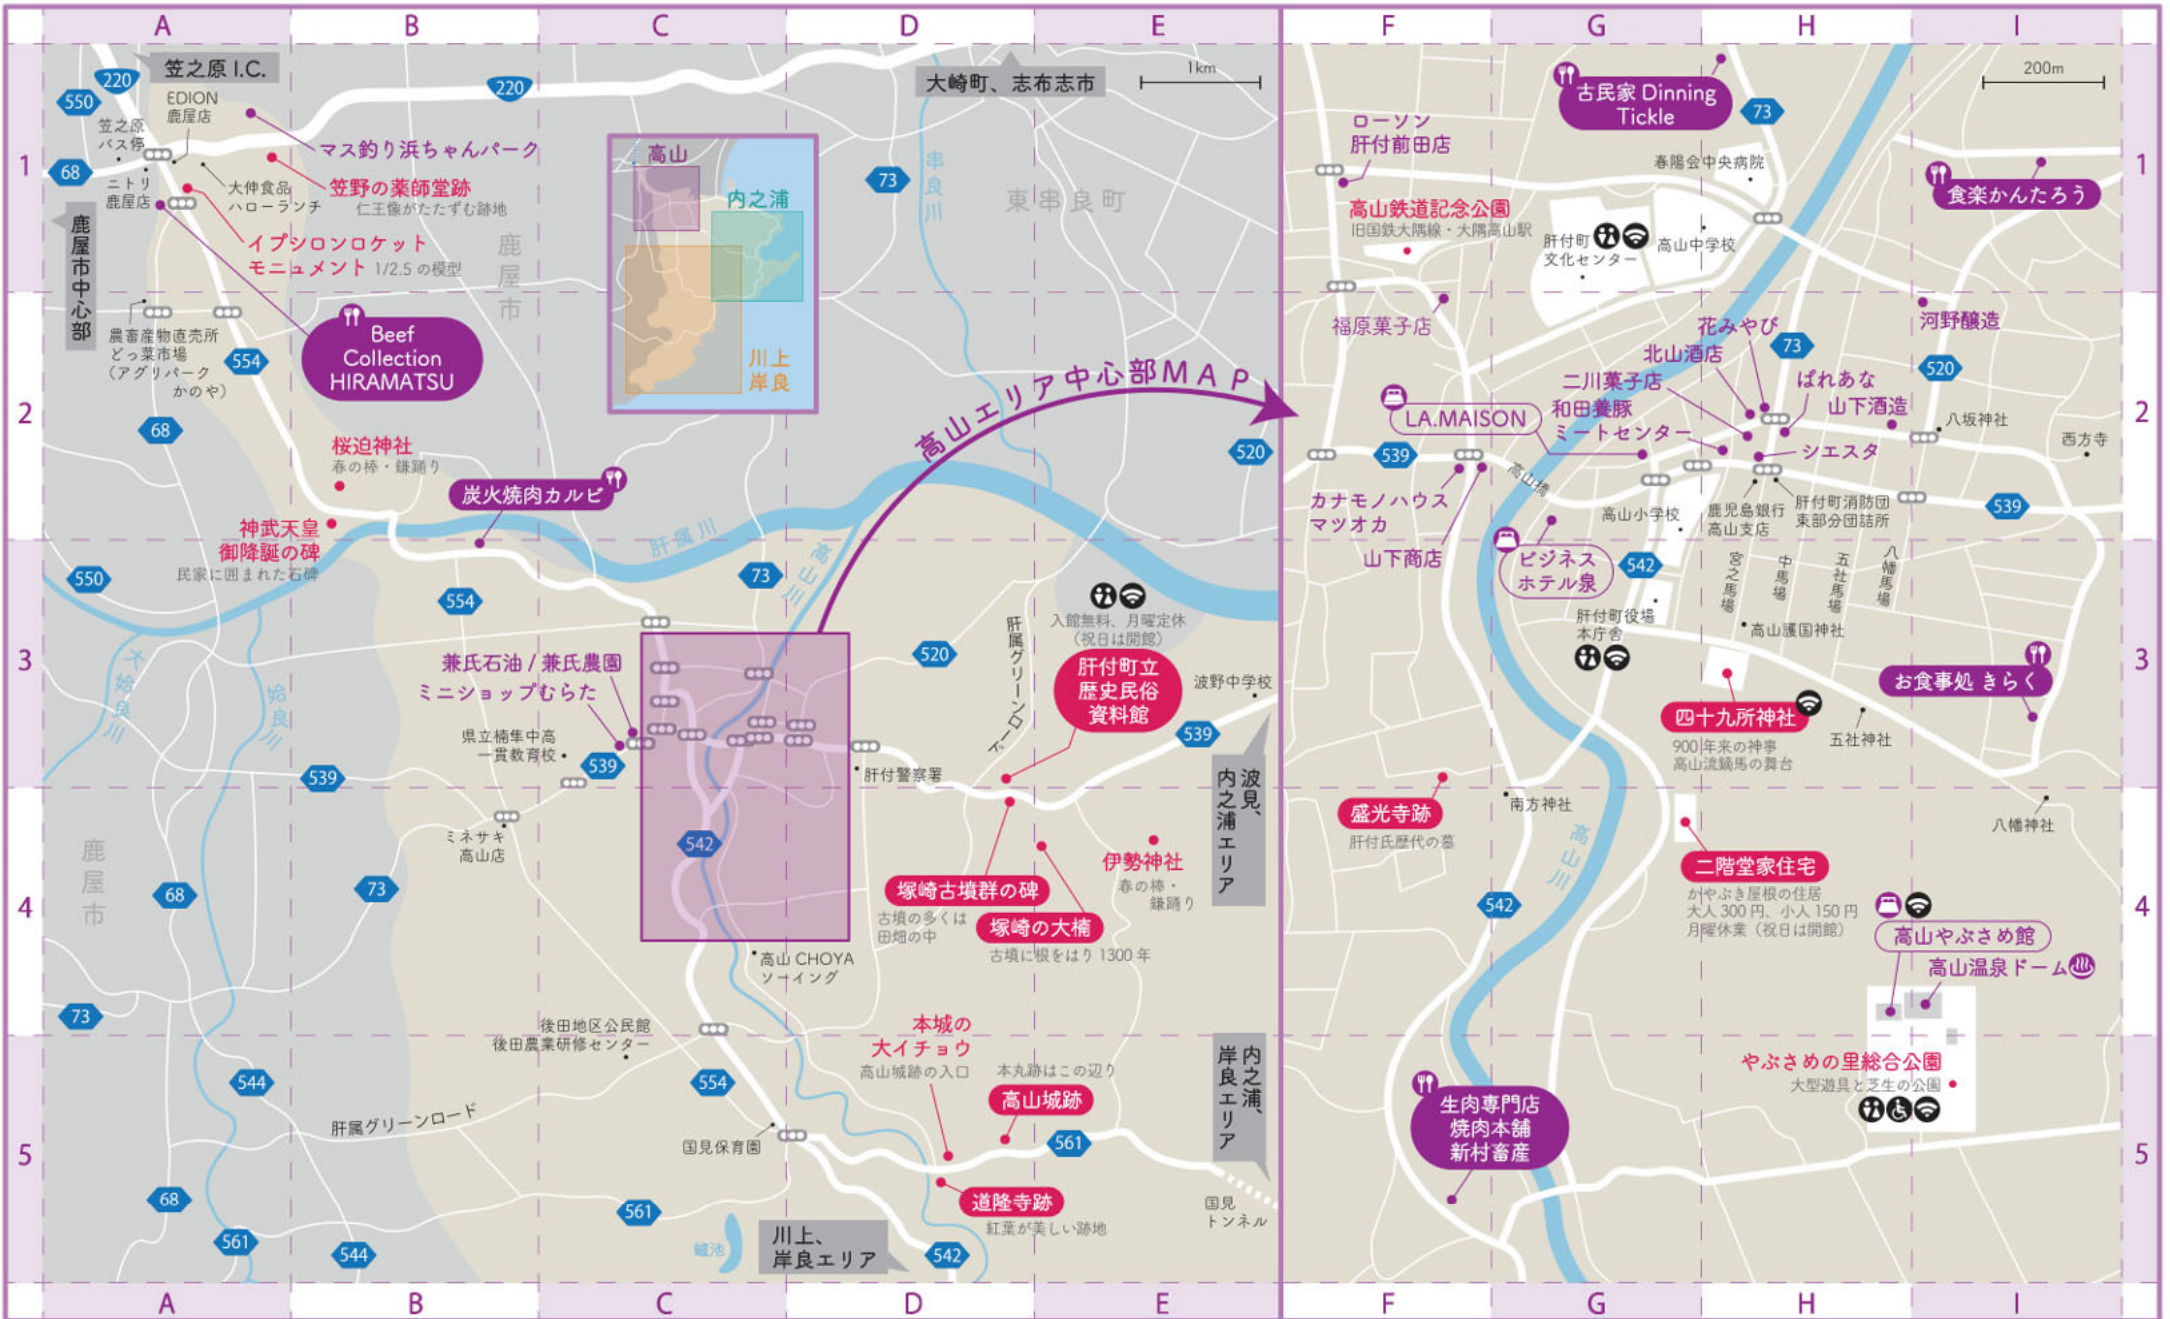 A
B
C
D
E
F
G
H
I
1
2
3
4
5
笠之原 I.C.
220
550
EDION
鹿屋店
笠之原
バス停
68
ニトリ
鹿屋店
220
マス釣り浜ちゃんパーク
笠野の薬師堂跡
仁王像がたたずむ跡地
大伸食品
ハローランチ
イプシロンロケット
モニュメント 1/2.5 の模型
鹿屋市中心部
鹿屋市
農畜産物直売所
どっ菜市場
（アグリパーク
かのや）
554
68
Beef
Collection
HIRAMATSU
高山
内之浦
川上
岸良
大崎町、志布志市
1km
73
串良川
東串良町
高山エリア中心部MAP
520
桜迫神社
春の棒・鎌踊り
炭火焼肉カルビ
神武天皇
御降誕の碑
民家に囲まれた石碑
550
554
肝属川
高山川
73
大姶良川
姶良川
兼氏石油 / 兼氏農園
ミニショップむらた
県立楠隼中高
一貫教育校
539
539
ミネサキ
高山店
鹿屋市
68
73
73
542
520
肝属グリーンロード
入館無料、月曜定休
（祝日は開館）
肝付町立
歴史民俗
資料館
波野中学校
539
肝付警察署
波見、
内之浦エリア
塚崎古墳群の碑
古墳の多くは
田畑の中
塚崎の大楠
古墳に根をはり 1300 年
伊勢神社
春の棒・
鎌踊り
高山 CHOYA
ソーイング
後田地区公民館
後田農業研修センター
544
554
肝属グリーンロード
国見保育園
本城の
大イチョウ
高山城跡の入口
本丸跡はこの辺り
高山城跡
561
内之浦、
岸良エリア
道隆寺跡
紅葉が美しい跡地
国見
トンネル
68
561
544
561
鱸池
川上、
岸良エリア
542
200m
古民家 Dinning
Tickle
73
ローソン
肝付前田店
春陽会中央病院
食楽かんたろう
高山鉄道記念公園
旧国鉄大隅線・大隅高山駅
肝付町
文化センター
高山中学校
福原菓子店
花みやび
北山酒店
73
河野醸造
520
二川菓子店
ぱれあな
和田養豚
ミートセンター
山下酒造
八坂神社
LA.MAISON
西方寺
シエスタ
539
高山橋
カナモノハウス
マツオカ
高山小学校
鹿児島銀行
高山支店
肝付町消防団
東部分団詰所
539
山下商店
ビジネス
ホテル泉
542
宮之馬場
中馬場
五社馬場
八幡馬場
肝付町役場
本庁舎
高山護国神社
お食事処 きらく
四十九所神社
900 年来の神事
高山流鏑馬の舞台
五社神社
盛光寺跡
肝付氏歴代の墓
南方神社
八幡神社
高山川
二階堂家住宅
かやぶき屋根の住居
大人 300 円、小人 150 円
月曜休業（祝日は開館）
542
高山やぶさめ館
高山温泉ドーム
やぶさめの里総合公園
大型遊具と芝生の公園
生肉専門店
焼肉本舗
新村畜産
A
B
C
D
E
F
G
H
I
1
2
3
4
5